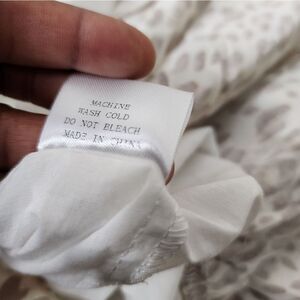 MACHINE
WASH COLD
DO NOT BLEACH
MADE IN CHINA